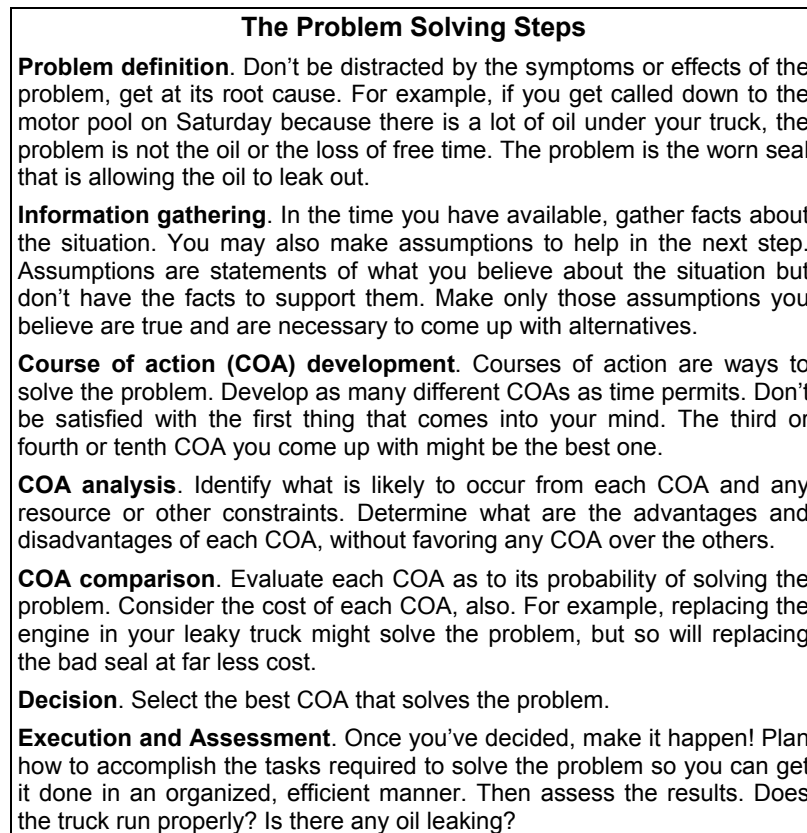 The Problem Solving Steps
Problem definition. Don’t be distracted by the symptoms or effects of the
problem, get at its root cause. For example, if you get called down to the
motor pool on Saturday because there is a lot of oil under your truck, the
problem is not the oil or the loss of free time. The problem is the worn seal
that is allowing the oil to leak out.
Information gathering. In the time you have available, gather facts about
the situation. You may also make assumptions to help in the next step.
Assumptions are statements of what you believe about the situation but
don’t have the facts to support them. Make only those assumptions you
believe are true and are necessary to come up with alternatives.
Course of action (COA) development. Courses of action are ways to
solve the problem. Develop as many different COAs as time permits. Don’t
be satisfied with the first thing that comes into your mind. The third or
fourth or tenth COA you come up with might be the best one.
COA analysis. Identify what is likely to occur from each COA and any
resource or other constraints. Determine what are the advantages and
disadvantages of each COA, without favoring any COA over the others.
COA comparison. Evaluate each COA as to its probability of solving the
problem. Consider the cost of each COA, also. For example, replacing the
engine in your leaky truck might solve the problem, but so will replacing
the bad seal at far less cost.
Decision. Select the best COA that solves the problem.
Execution and Assessment. Once you’ve decided, make it happen! Plan
how to accomplish the tasks required to solve the problem so you can get
it done in an organized, efficient manner. Then assess the results. Does
the truck run properly? Is there any oil leaking?